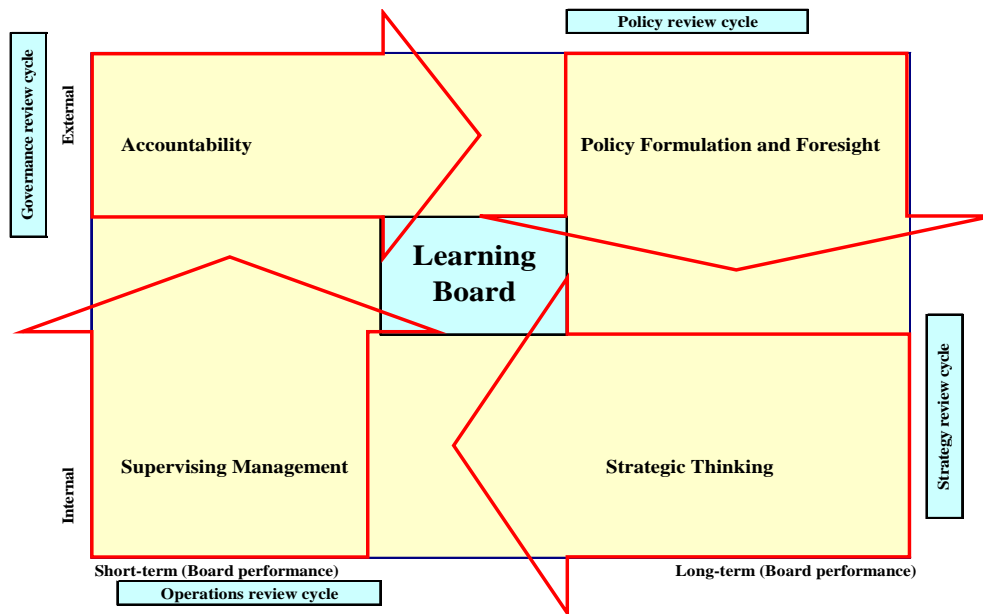 Policy review cycle
Governance review cycle
External
Accountability
Policy Formulation and Foresight
Learning
Board
Strategy review cycle
Internal
Supervising Management
Strategic Thinking
Short-term (Board performance)
Long-term (Board performance)
Operations review cycle